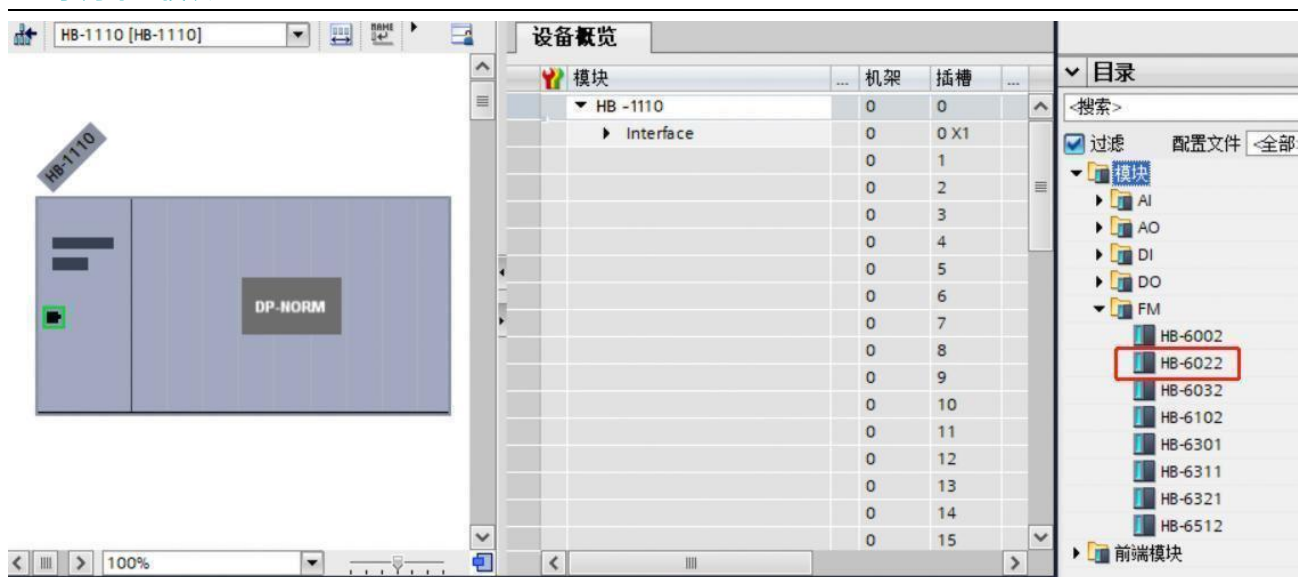 HB-1110 [HB-1110]
HB-1110
DP-NORM
100%
设备概览
模块 ... 机架 插槽 ...
HB -1110 0 0
Interface 0 0 X1
0 1
0 2
0 3
0 4
0 5
0 6
0 7
0 8
0 9
0 10
0 11
0 12
0 13
0 14
0 15
目录
<搜索>
过滤 配置文件 <全部
模块
AI
AO
DI
DO
FM
HB-6002
HB-6022
HB-6032
HB-6102
HB-6301
HB-6311
HB-6321
HB-6512
前端模块